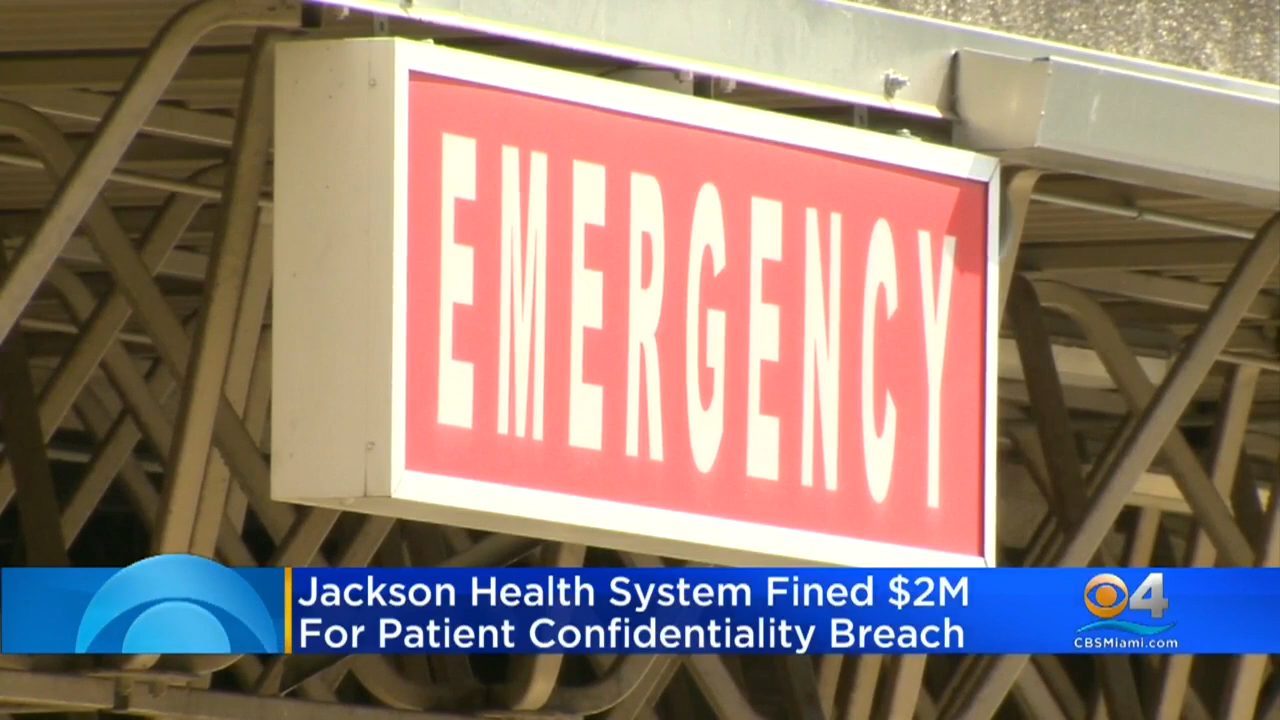 EMERGENCY
Jackson Health System Fined $2M
For Patient Confidentiality Breach
4
CBSMiami.com